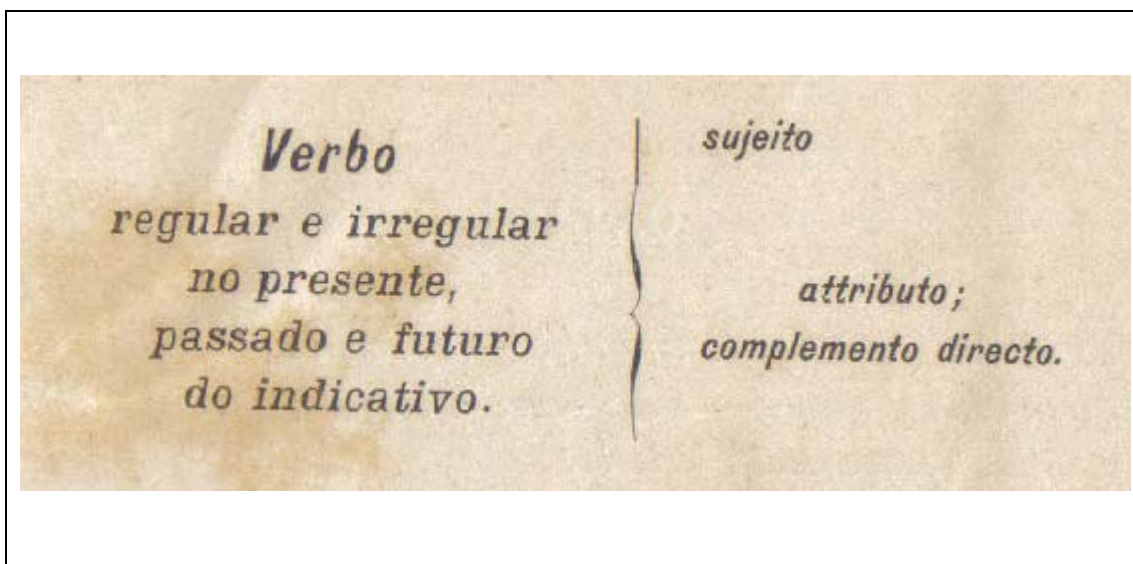 Verbo
regular e irregular
no presente,
passado e futuro
do indicativo.
sujeito
attributo;
complemento directo.